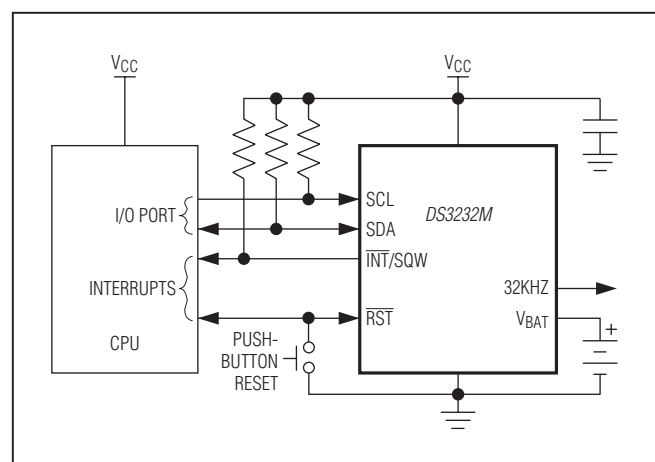 VCC
VCC
I/O PORT
SCL
DS3232M
SDA
INT/SQW
INTERRUPTS
32KHZ
RST
VBAT
+
CPU
PUSH-
BUTTON
RESET